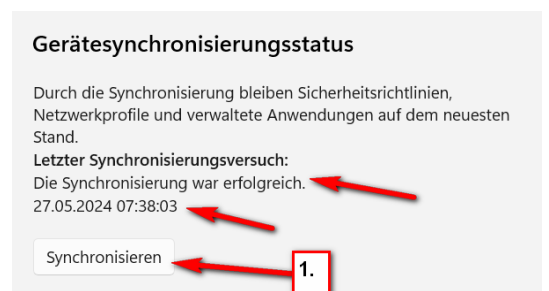 Gerätesynchronisierungsstatus
Durch die Synchronisierung bleiben Sicherheitsrichtlinien,
Netzwerkprofile und verwaltete Anwendungen auf dem neuesten
Stand.
Letzter Synchronisierungsversuch:
Die Synchronisierung war erfolgreich.
27.05.2024 07:38:03
Synchronisieren
1.